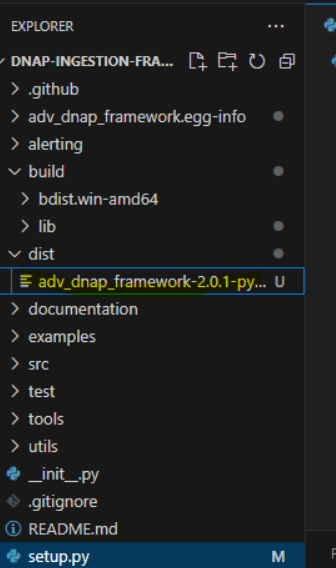 EXPLORER ...
DNAP-INGESTION-FRA...
.github
adv_dnap_framework.egg-info
alerting
build
bdist.win-amd64
lib
dist
adv_dnap_framework-2.0.1-py... U
documentation
examples
src
test
tools
utils
__init__.py
.gitignore
README.md
setup.py M